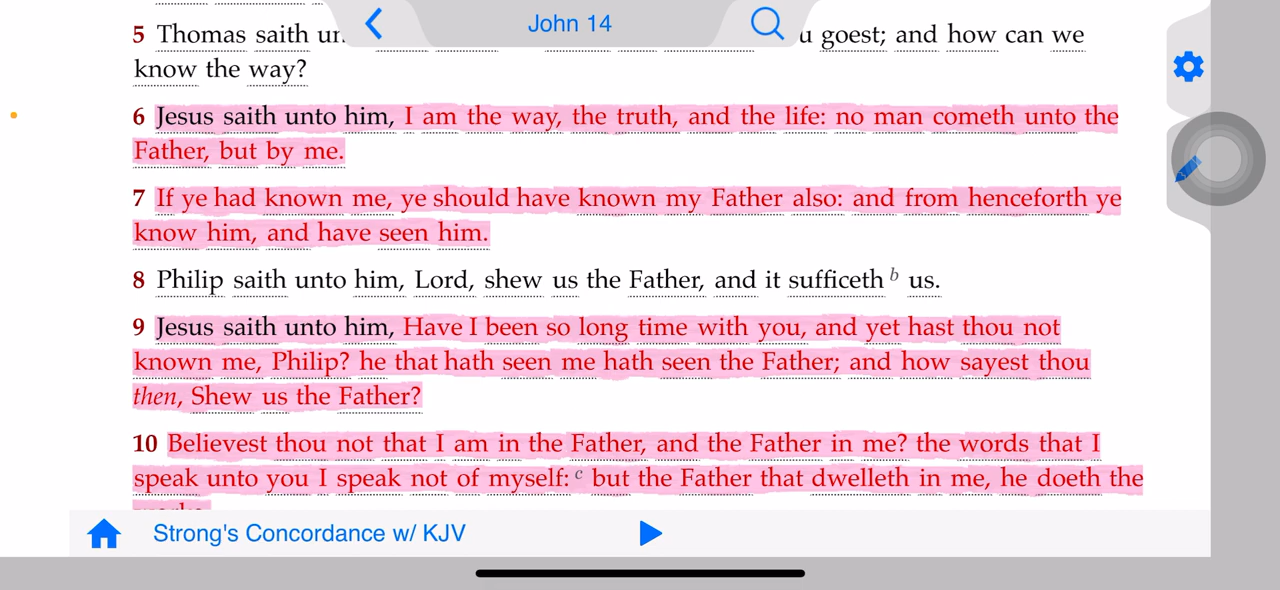 John 14
5 Thomas saith u goest; and how can we
know the way?
6 Jesus saith unto him, I am the way, the truth, and the life: no man cometh unto the
Father, but by me.
7 If ye had known me, ye should have known my Father also: and from henceforth ye
know him, and have seen him.
8 Philip saith unto him, Lord, shew us the Father, and it sufficeth b us.
9 Jesus saith unto him, Have I been so long time with you, and yet hast thou not
known me, Philip? he that hath seen me hath seen the Father; and how sayest thou
then, Shew us the Father?
10 Believest thou not that I am in the Father, and the Father in me? the words that I
speak unto you I speak not of myself: c but the Father that dwelleth in me, he doeth the
Strong's Concordance w/ KJV